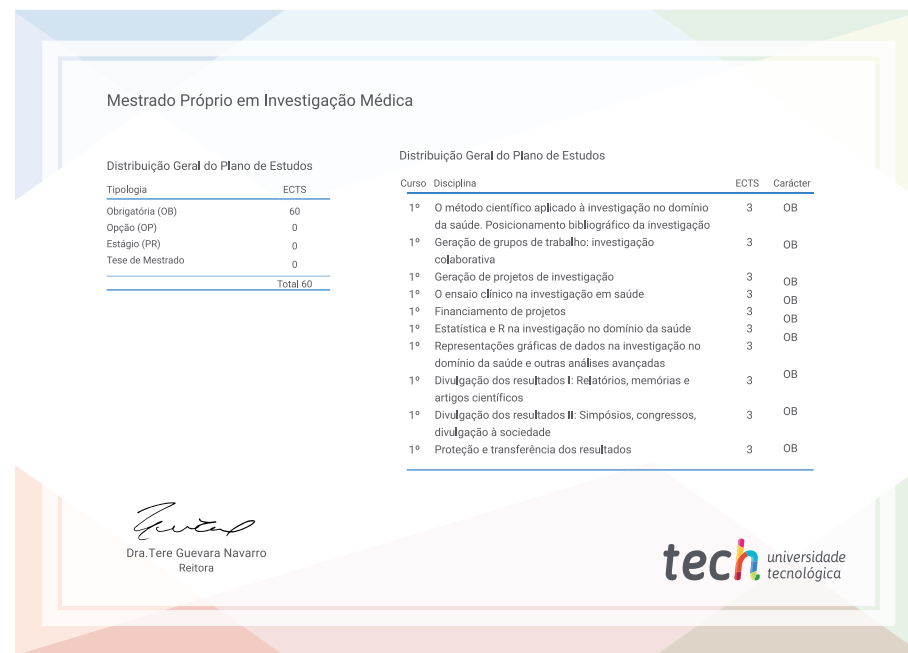 Mestrado Próprio em Investigação Médica
Distribuição Geral do Plano de Estudos
Tipologia ECTS
Obrigatória (OB) 60
Opção (OP) 0
Estágio (PR) 0
Tese de Mestrado 0
Total 60
Distribuição Geral do Plano de Estudos
Curso Disciplina ECTS Carácter
1º O método científico aplicado à investigação no domínio 3 OB
da saúde. Posicionamento bibliográfico da investigação
1º Geração de grupos de trabalho: investigação 3 OB
colaborativa
1º Geração de projetos de investigação 3 OB
1º O ensaio clínico na investigação em saúde 3 OB
1º Financiamento de projetos 3 OB
1º Estatística e R na investigação no domínio da saúde 3 OB
1º Representações gráficas de dados na investigação no 3
domínio da saúde e outras análises avançadas
1º Divulgação dos resultados I: Relatórios, memórias e 3 OB
artigos científicos
1º Divulgação dos resultados II: Simpósios, congressos, 3 OB
divulgação à sociedade
1º Proteção e transferência dos resultados 3 OB
Dra.Tere Guevara Navarro
Reitora
tech universidade
tecnológica